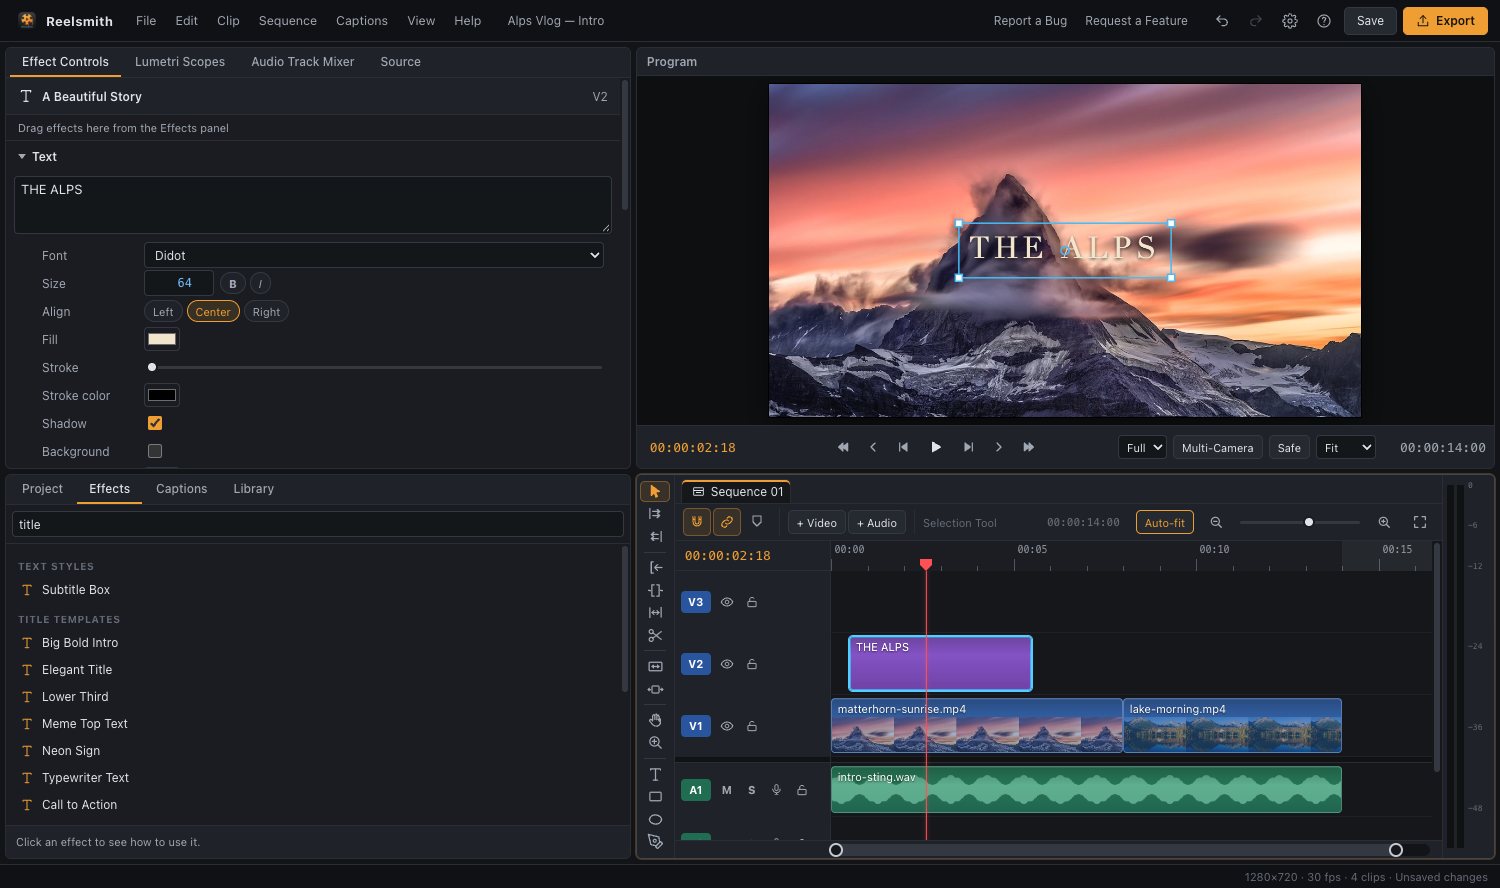 Reelsmith File Edit Clip Sequence Captions View Help Alps Vlog — Intro Report a Bug Request a Feature Save Export
Effect Controls Lumetri Scopes Audio Track Mixer Source
A Beautiful Story V2
Drag effects here from the Effects panel
Text
THE ALPS
Font Didot
Size 64 B I
Align Left Center Right
Fill
Stroke
Stroke color
Shadow
Background
Program
THE ALPS
00:00:02:18 Full Multi-Camera Safe Fit 00:00:14:00
Project Effects Captions Library
title
TEXT STYLES
Subtitle Box
TITLE TEMPLATES
Big Bold Intro
Elegant Title
Lower Third
Meme Top Text
Neon Sign
Typewriter Text
Call to Action
Click an effect to see how to use it.
Sequence 01
+ Video + Audio Selection Tool 00:00:14:00 Auto-fit
00:00:02:18 00:00 00:05 00:10 00:15
V3
V2 THE ALPS
V1 matterhorn-sunrise.mp4 lake-morning.mp4
A1 M S intro-sting.wav
0
-6
-12
-24
-36
-48
1280×720 · 30 fps · 4 clips · Unsaved changes